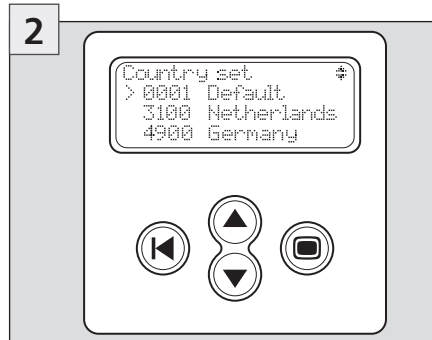 2
Country set
> 0001 Default
3100 Netherlands
4900 Germany